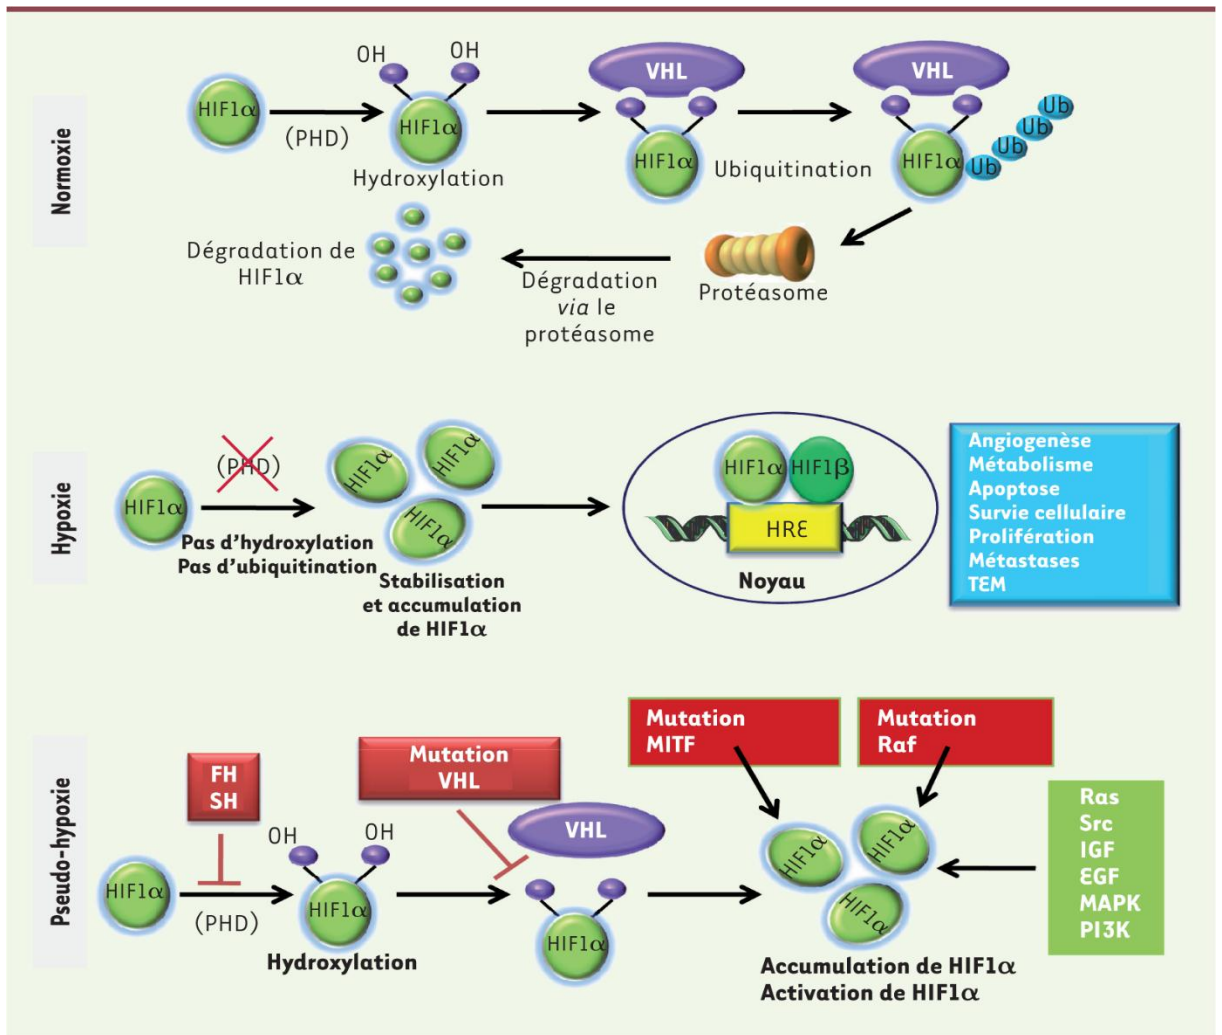 Normoxie
HIF1α
(PHD)
OH
OH
HIF1α
Hydroxylation
VHL
HIF1α
Ubiquitination
VHL
HIF1α
Ub
Ub
Ub
Ub
Protéasome
Dégradation
via le
protéasome
Dégradation de
HIF1α
Hypoxie
HIF1α
(PHD)
Pas d’hydroxylation
Pas d’ubiquitination
HIF1α
HIF1α
HIF1α
Stabilisation
et accumulation
de HIF1α
HIF1α
HIF1β
HRE
Noyau
Angiogenèse
Métabolisme
Apoptose
Survie cellulaire
Prolifération
Métastases
TEM
Pseudo-hypoxie
HIF1α
FH
SH
(PHD)
OH
OH
HIF1α
Hydroxylation
Mutation
VHL
VHL
HIF1α
Mutation
MITF
Mutation
Raf
HIF1α
HIF1α
HIF1α
Accumulation de HIF1α
Activation de HIF1α
Ras
Src
IGF
EGF
MAPK
PI3K